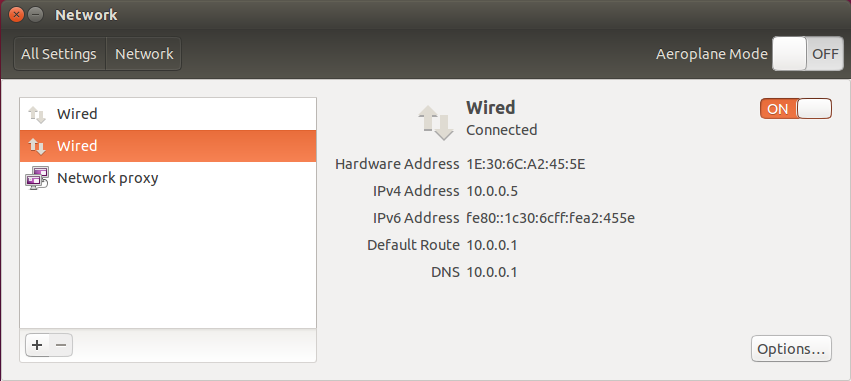 Network
All Settings Network Aeroplane Mode OFF
Wired
Wired
Network proxy
Wired
Connected
ON
Hardware Address 1E:30:6C:A2:45:5E
IPv4 Address 10.0.0.5
IPv6 Address fe80::1c30:6cff:fea2:455e
Default Route 10.0.0.1
DNS 10.0.0.1
Options...